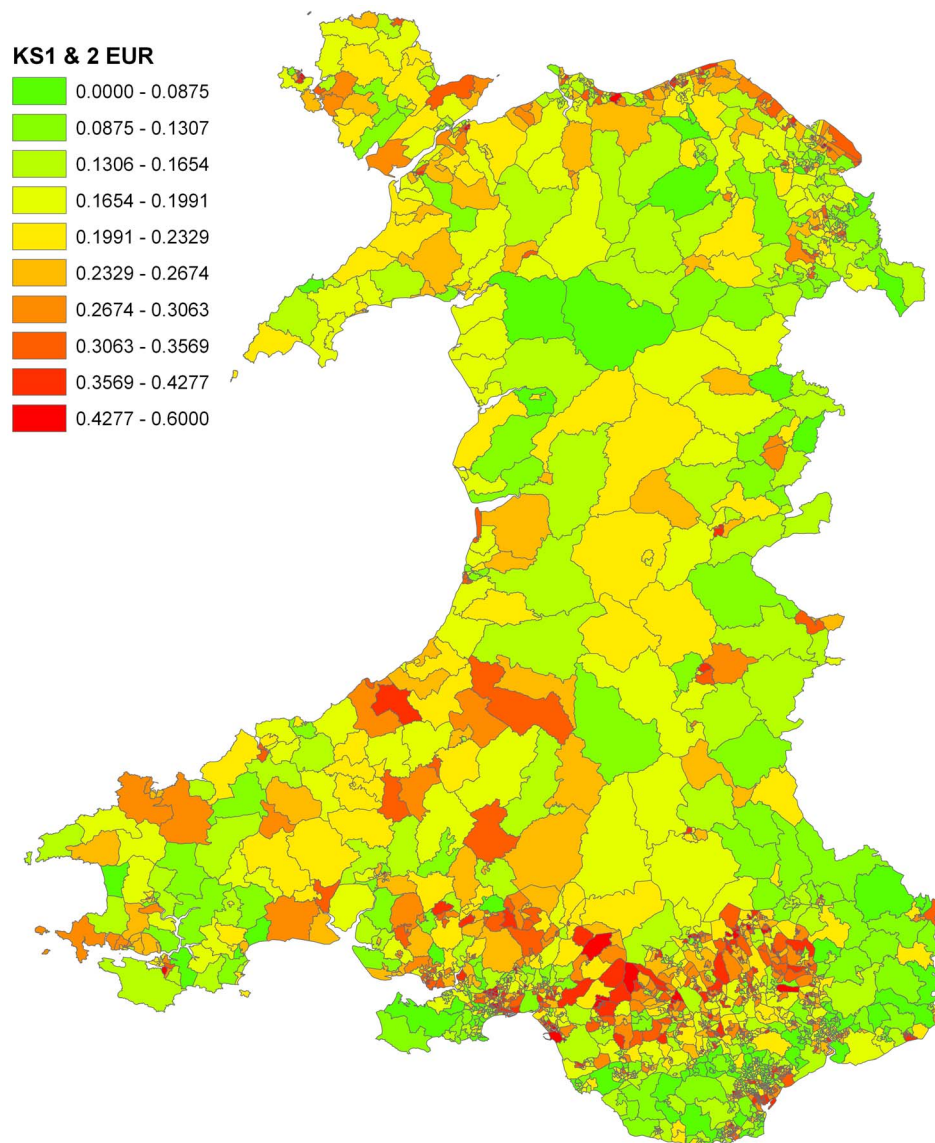 KS1 & 2 EUR
0.0000 - 0.0875
0.0875 - 0.1307
0.1306 - 0.1654
0.1654 - 0.1991
0.1991 - 0.2329
0.2329 - 0.2674
0.2674 - 0.3063
0.3063 - 0.3569
0.3569 - 0.4277
0.4277 - 0.6000